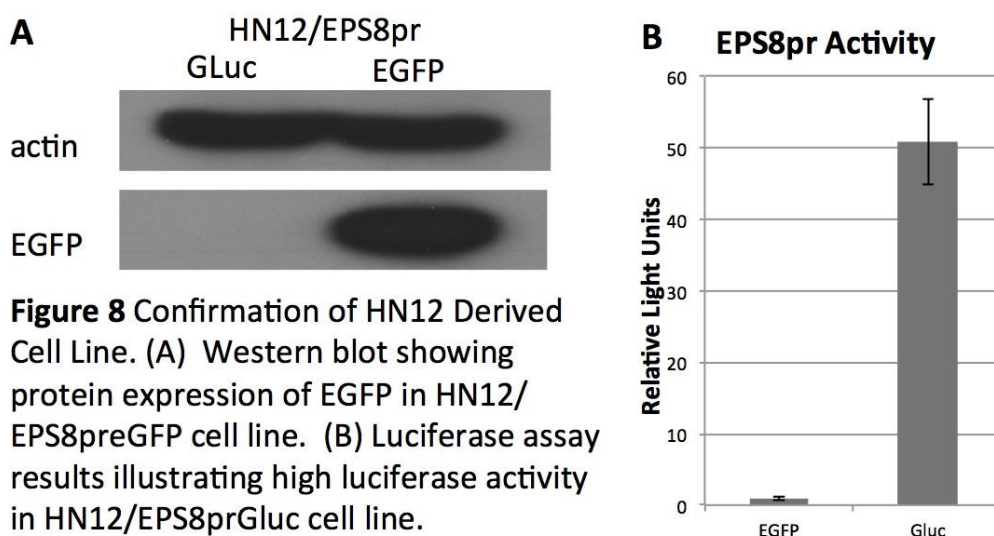 A
HN12/EPS8pr
GLuc EGFP
actin
EGFP
Figure 8 Confirmation of HN12 Derived
Cell Line. (A) Western blot showing
protein expression of EGFP in HN12/
EPS8preGFP cell line. (B) Luciferase assay
results illustrating high luciferase activity
in HN12/EPS8prGluc cell line.
B EPS8pr Activity
Relative Light Units
60
50
40
30
20
10
0
EGFP Gluc